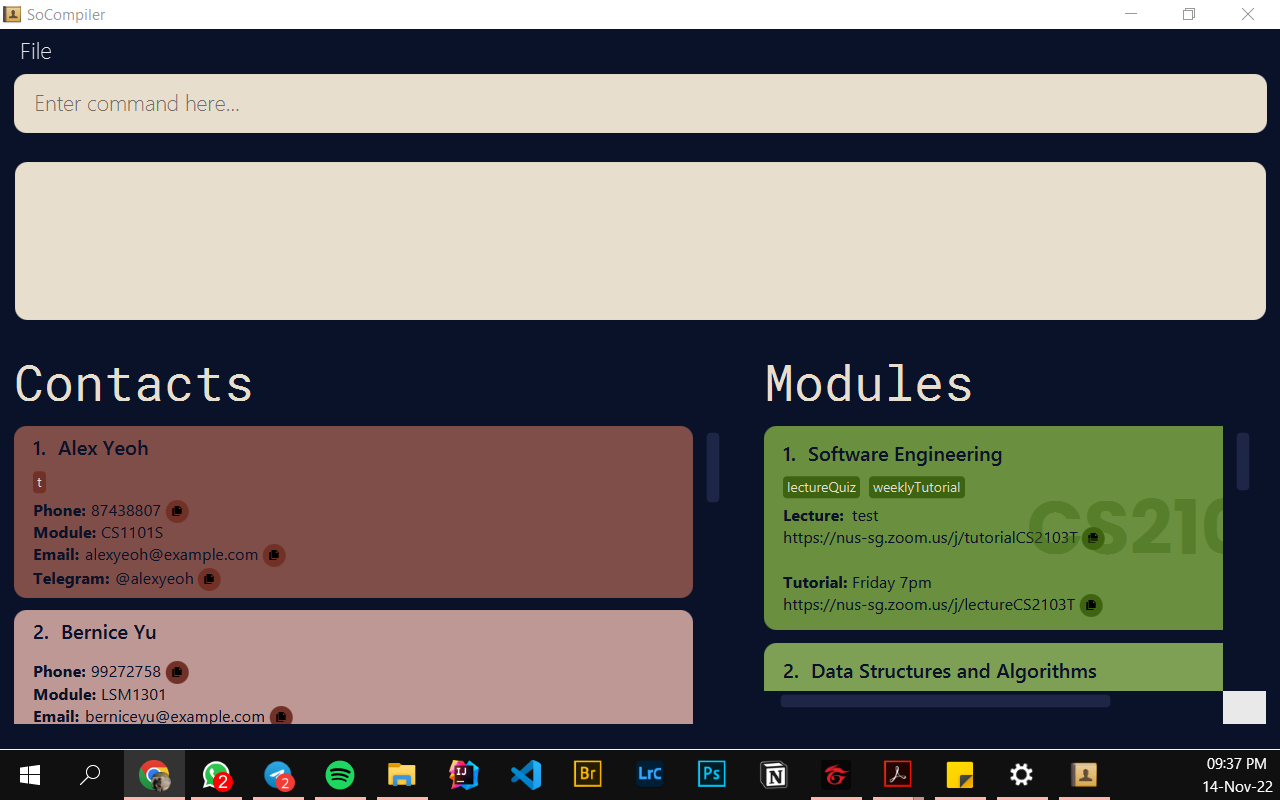 SoCompiler
File
Enter command here...
Contacts
Modules
1. Alex Yeoh
t
Phone: 87438807
Module: CS1101S
Email: alexyeoh@example.com
Telegram: @alexyeoh
2. Bernice Yu
Phone: 99272758
Module: LSM1301
Email: berniceyu@example.com
1. Software Engineering
lectureQuiz weeklyTutorial
CS210
Lecture: test
https://nus-sg.zoom.us/j/tutorialCS2103T
Tutorial: Friday 7pm
https://nus-sg.zoom.us/j/lectureCS2103T
2. Data Structures and Algorithms
2
2
IJ
Br
LrC
Ps
N
09:37 PM
14-Nov-22